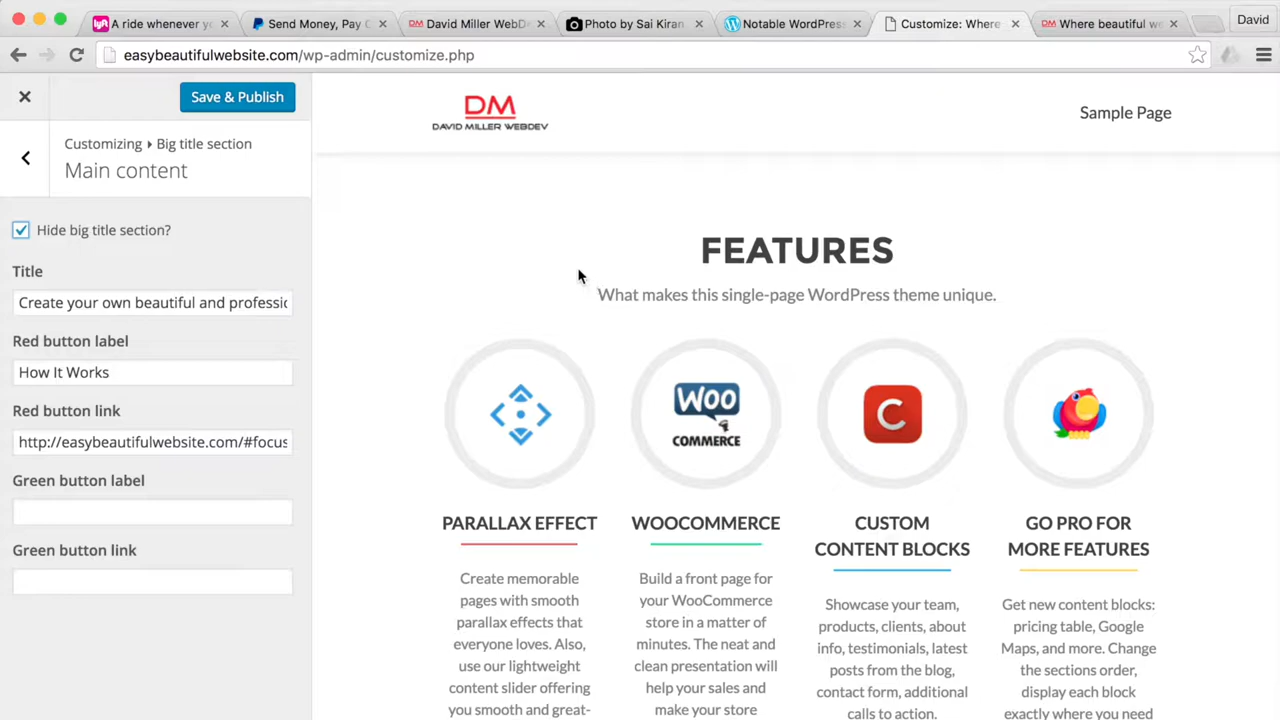 A ride whenever y
Send Money, Pay C
David Miller WebD
Photo by Sai Kiran
Notable WordPress
Customize: Where
Where beautiful we
David
easybeautifulwebsite.com/wp-admin/customize.php
Save & Publish
Customizing Big title section
Main content
Hide big title section?
Title
Create your own beautiful and professic
Red button label
How It Works
Red button link
http://easybeautifulwebsite.com/#focus
Green button label
Green button link
DM
DAVID MILLER WEBDEV
Sample Page
FEATURES
What makes this single-page WordPress theme unique.
WOO
COMMERCE
C
PARALLAX EFFECT
Create memorable
pages with smooth
parallax effects that
everyone loves. Also,
use our lightweight
content slider offering
you smooth and great-
WOOCOMMERCE
Build a front page for
your WooCommerce
store in a matter of
minutes. The neat and
clean presentation will
help your sales and
make your store
CUSTOM
CONTENT BLOCKS
Showcase your team,
products, clients, about
info, testimonials, latest
posts from the blog,
contact form, additional
calls to action.
GO PRO FOR
MORE FEATURES
Get new content blocks:
pricing table, Google
Maps, and more. Change
the sections order,
display each block
exactly where you need